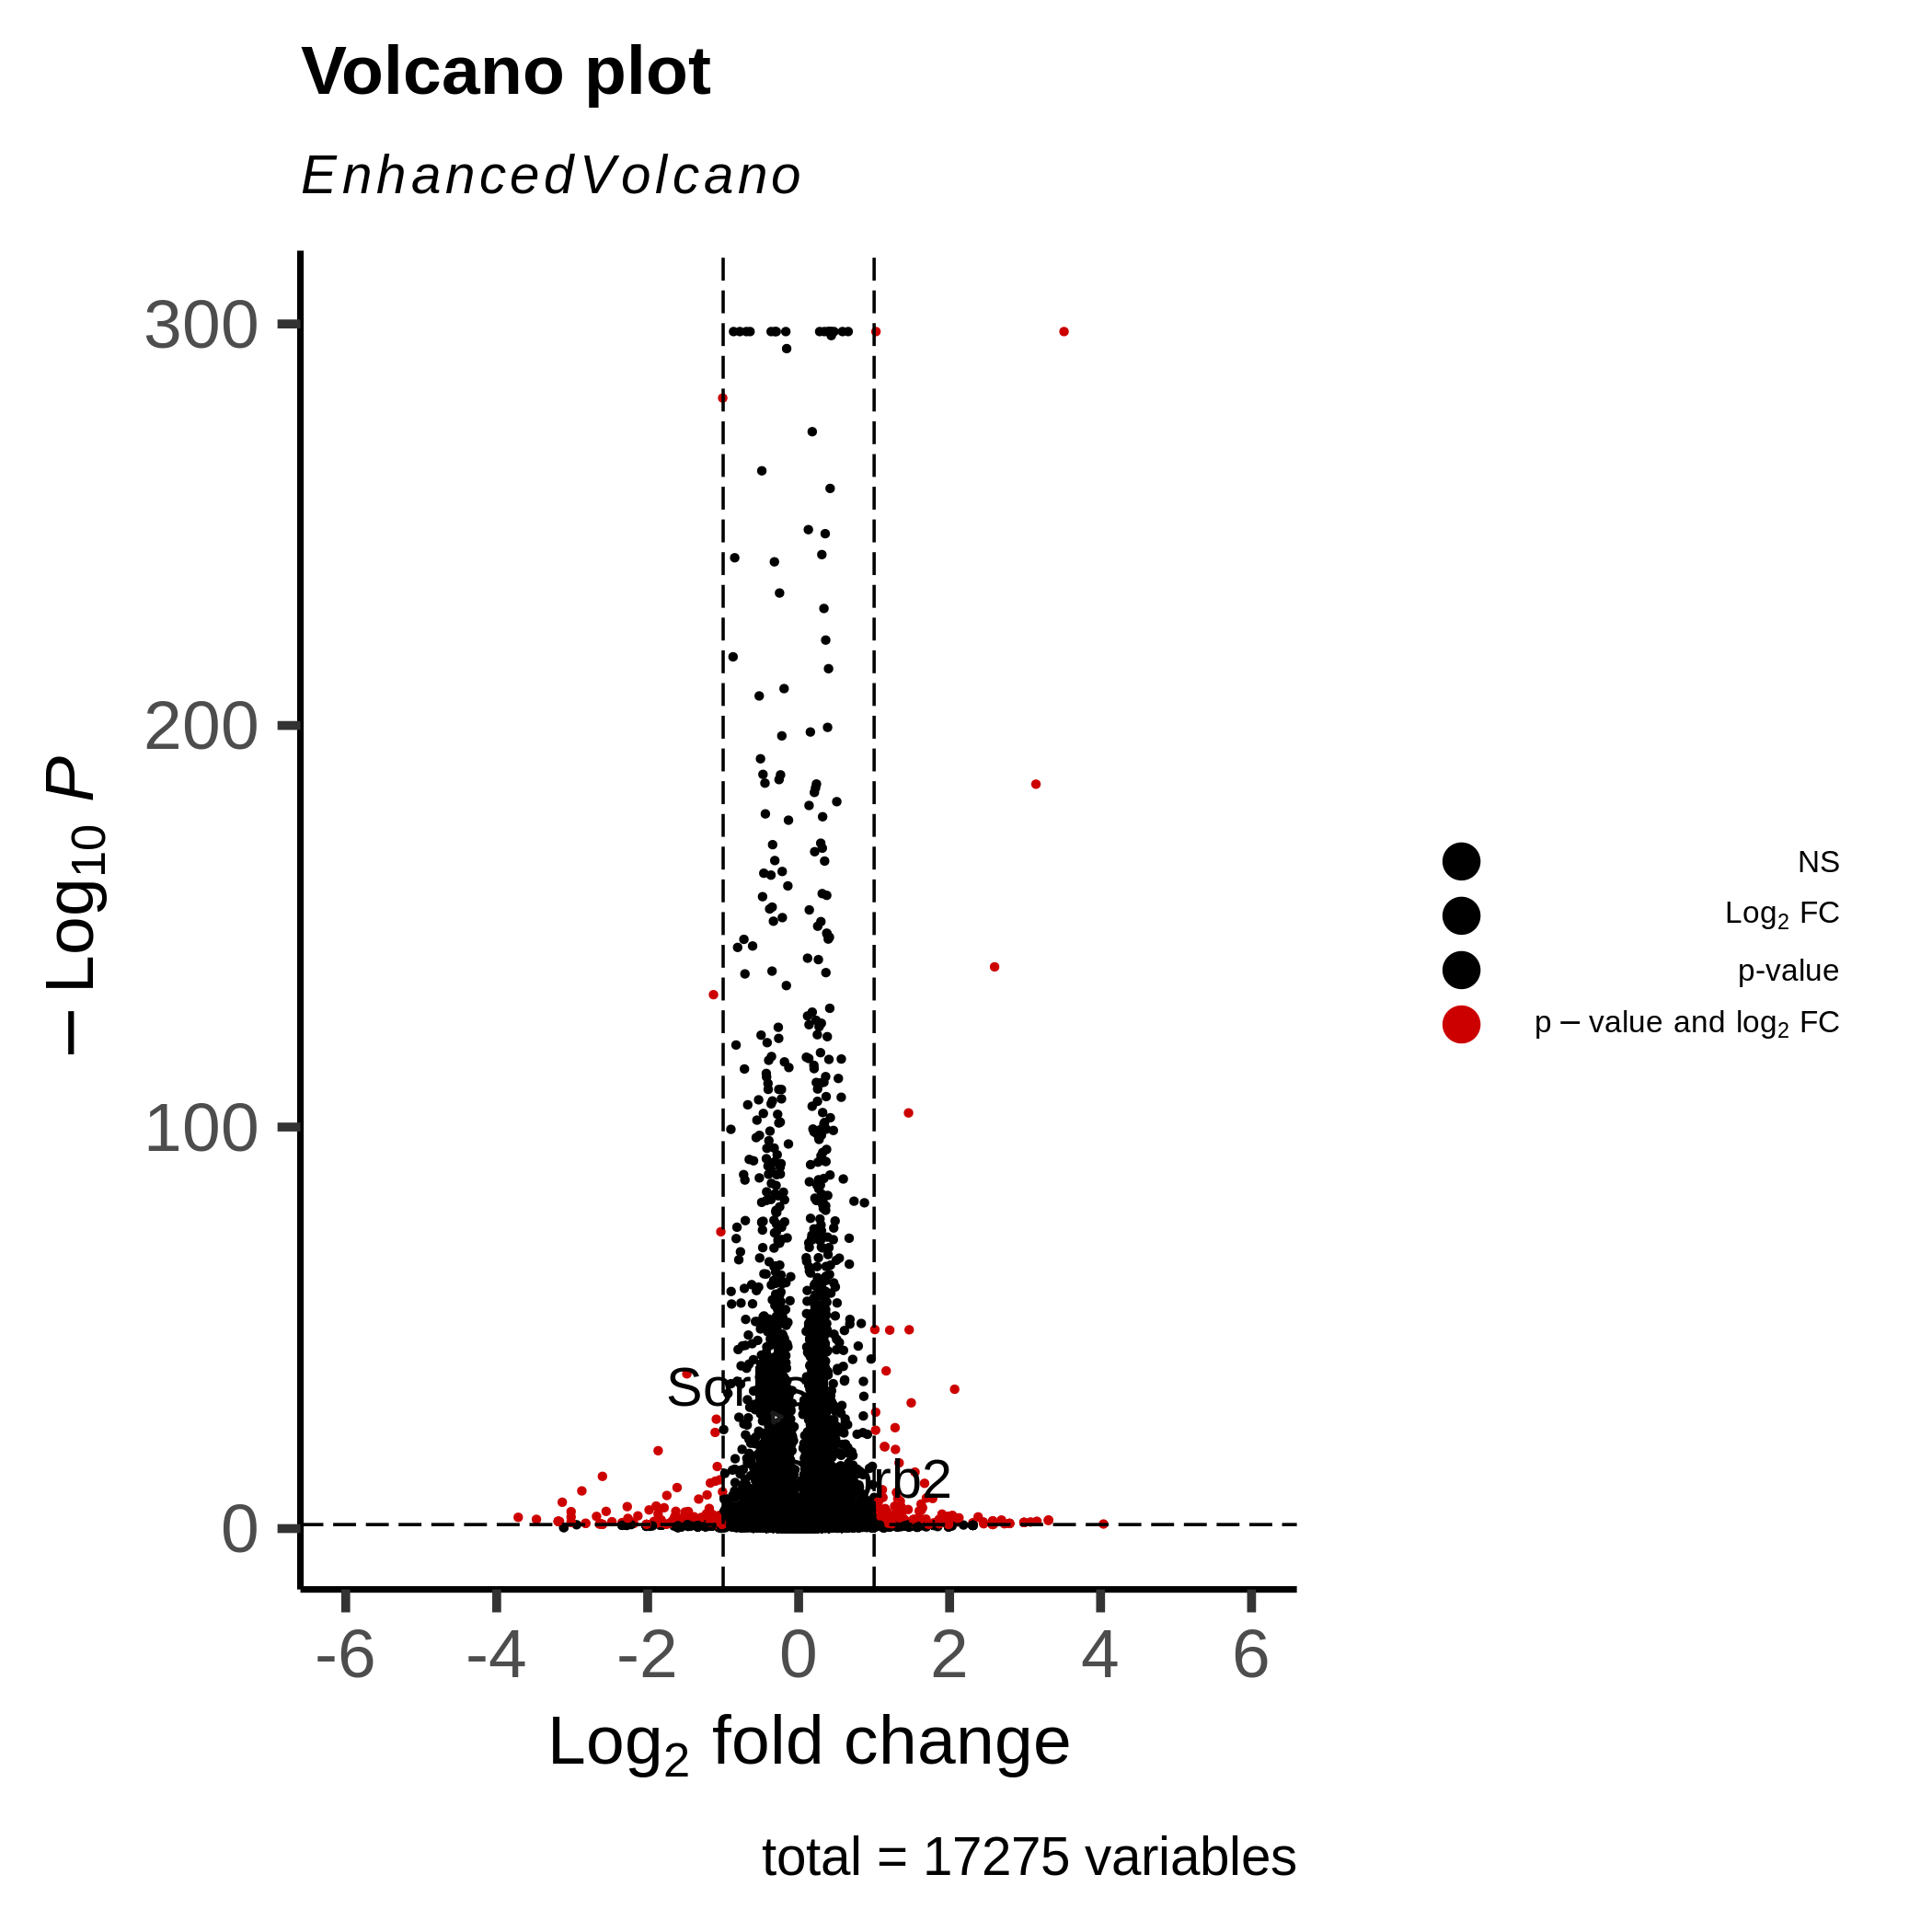 Volcano plot
EnhancedVolcano
300
200
100
0
− Log10 P
-6 -4 -2 0 2 4 6
Log2 fold change
NS
Log2 FC
p-value
p − value and log2 FC
total = 17275 variables